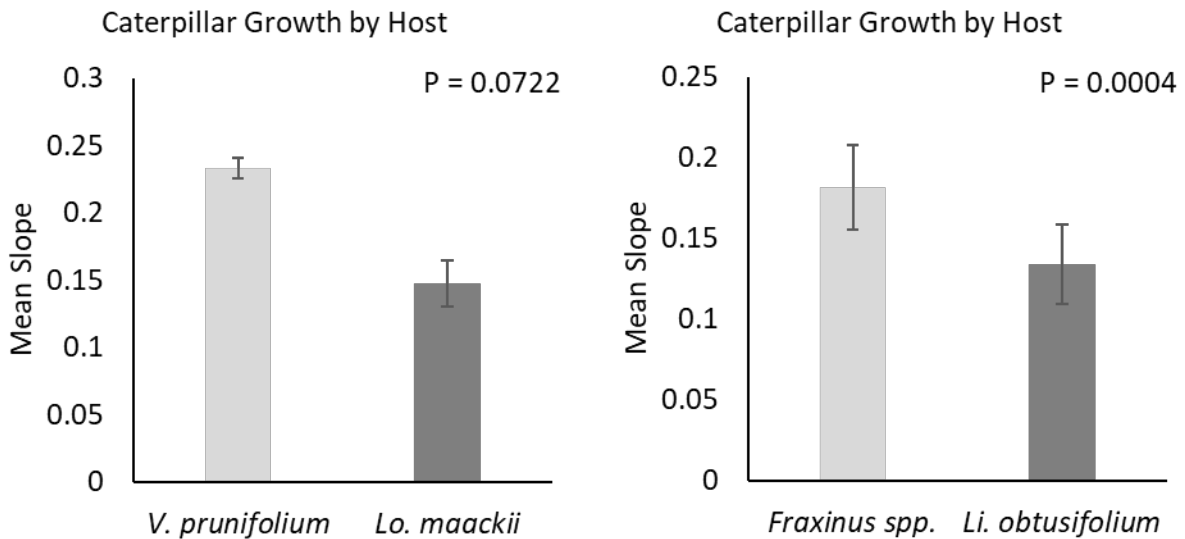 Caterpillar Growth by Host
P = 0.0722
Mean Slope
0.3
0.25
0.2
0.15
0.1
0.05
0
V. prunifolium
Lo. maackii
Caterpillar Growth by Host
P = 0.0004
Mean Slope
0.25
0.2
0.15
0.1
0.05
0
Fraxinus spp.
Li. obtusifolium